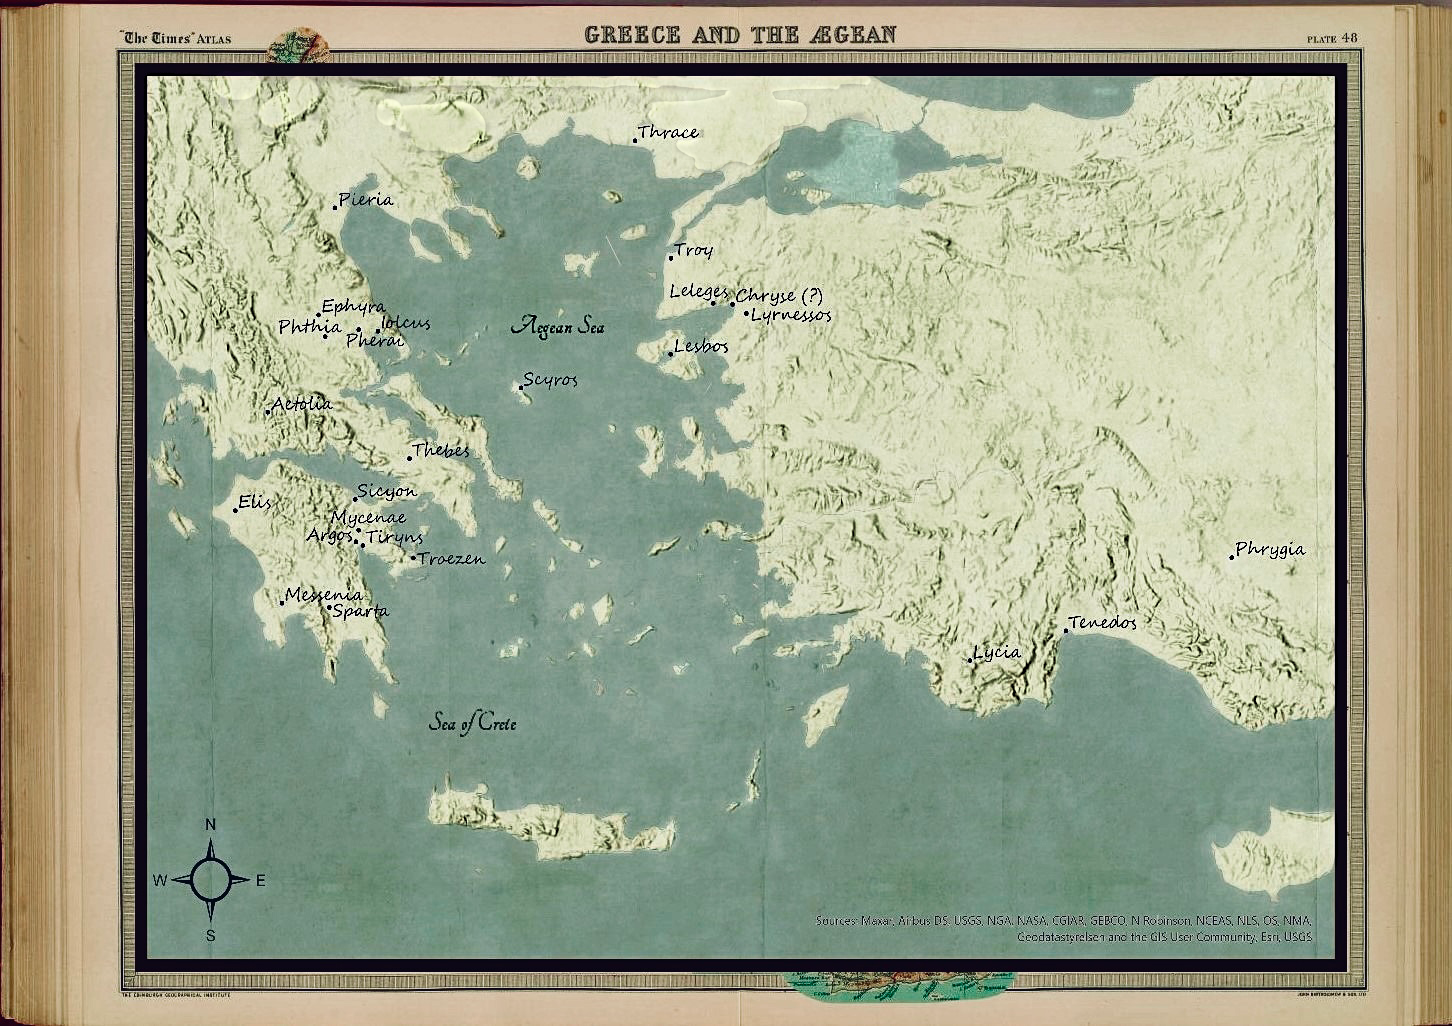 "The Times" ATLAS
GREECE AND THE ÆGEAN
PLATE 48
Thrace
Pieria
Troy
Leleges
Chryse (?)
Lyrnessos
Ephyra
Iolcus
Phthia
Pherai
Aegean Sea
Lesbos
Scyros
Aetolia
Thebes
Sicyon
Elis
Mycenae
Argos
Tiryns
Troezen
Phrygia
Messenia
Sparta
Tenedos
Lycia
Sea of Crete
N
W
E
S
Sources: Maxar, Airbus DS, USGS, NGA, NASA, CGIAR, GEBCO, N Robinson, NCEAS, NLS, OS, NMA,
Geodatastyrelsen and the GIS User Community, Esri, USGS
THE EDINBURGH GEOGRAPHICAL INSTITUTE
JOHN BARTHOLOMEW & SON, LTD